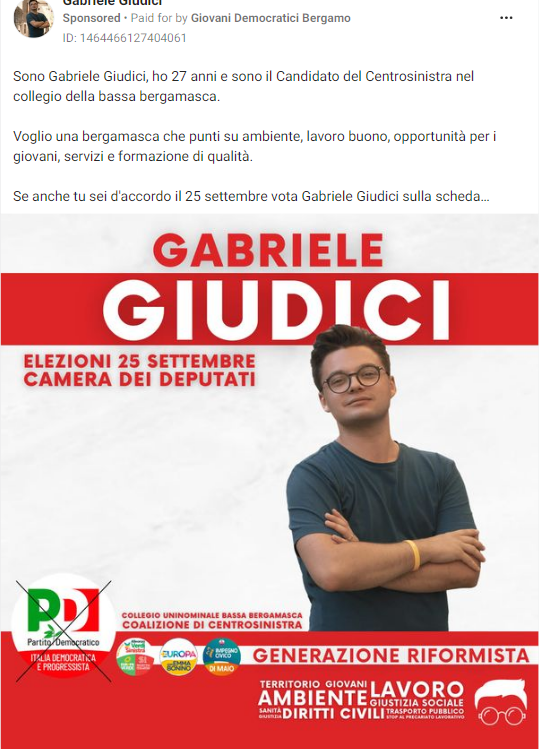 Gabriele Giudici
Sponsored • Paid for by Giovani Democratici Bergamo
ID: 1464466127404061
Sono Gabriele Giudici, ho 27 anni e sono il Candidato del Centrosinistra nel
collegio della bassa bergamasca.
Voglio una bergamasca che punti su ambiente, lavoro buono, opportunità per i
giovani, servizi e formazione di qualità.
Se anche tu sei d'accordo il 25 settembre vota Gabriele Giudici sulla scheda...
GABRIELE
GIUDICI
ELEZIONI 25 SETTEMBRE
CAMERA DEI DEPUTATI
PD
Partito Democratico
ITALIA DEMOCRATICA
E PROGRESSISTA
COLLEGIO UNINOMINALE BASSA BERGAMASCA
COALIZIONE DI CENTROSINISTRA
Verdi
Sinistra
SI
+EUROPA
EMMA
BONINO
IMPEGNO
CIVICO
DI MAIO
GENERAZIONE RIFORMISTA
TERRITORIO GIOVANI
AMBIENTE LAVORO
SANITÀ GIUSTIZIA SOCIALE
GIUSTIZIA DIRITTI CIVILI TRASPORTO PUBBLICO
STOP AL PRECARIATO LAVORATIVO